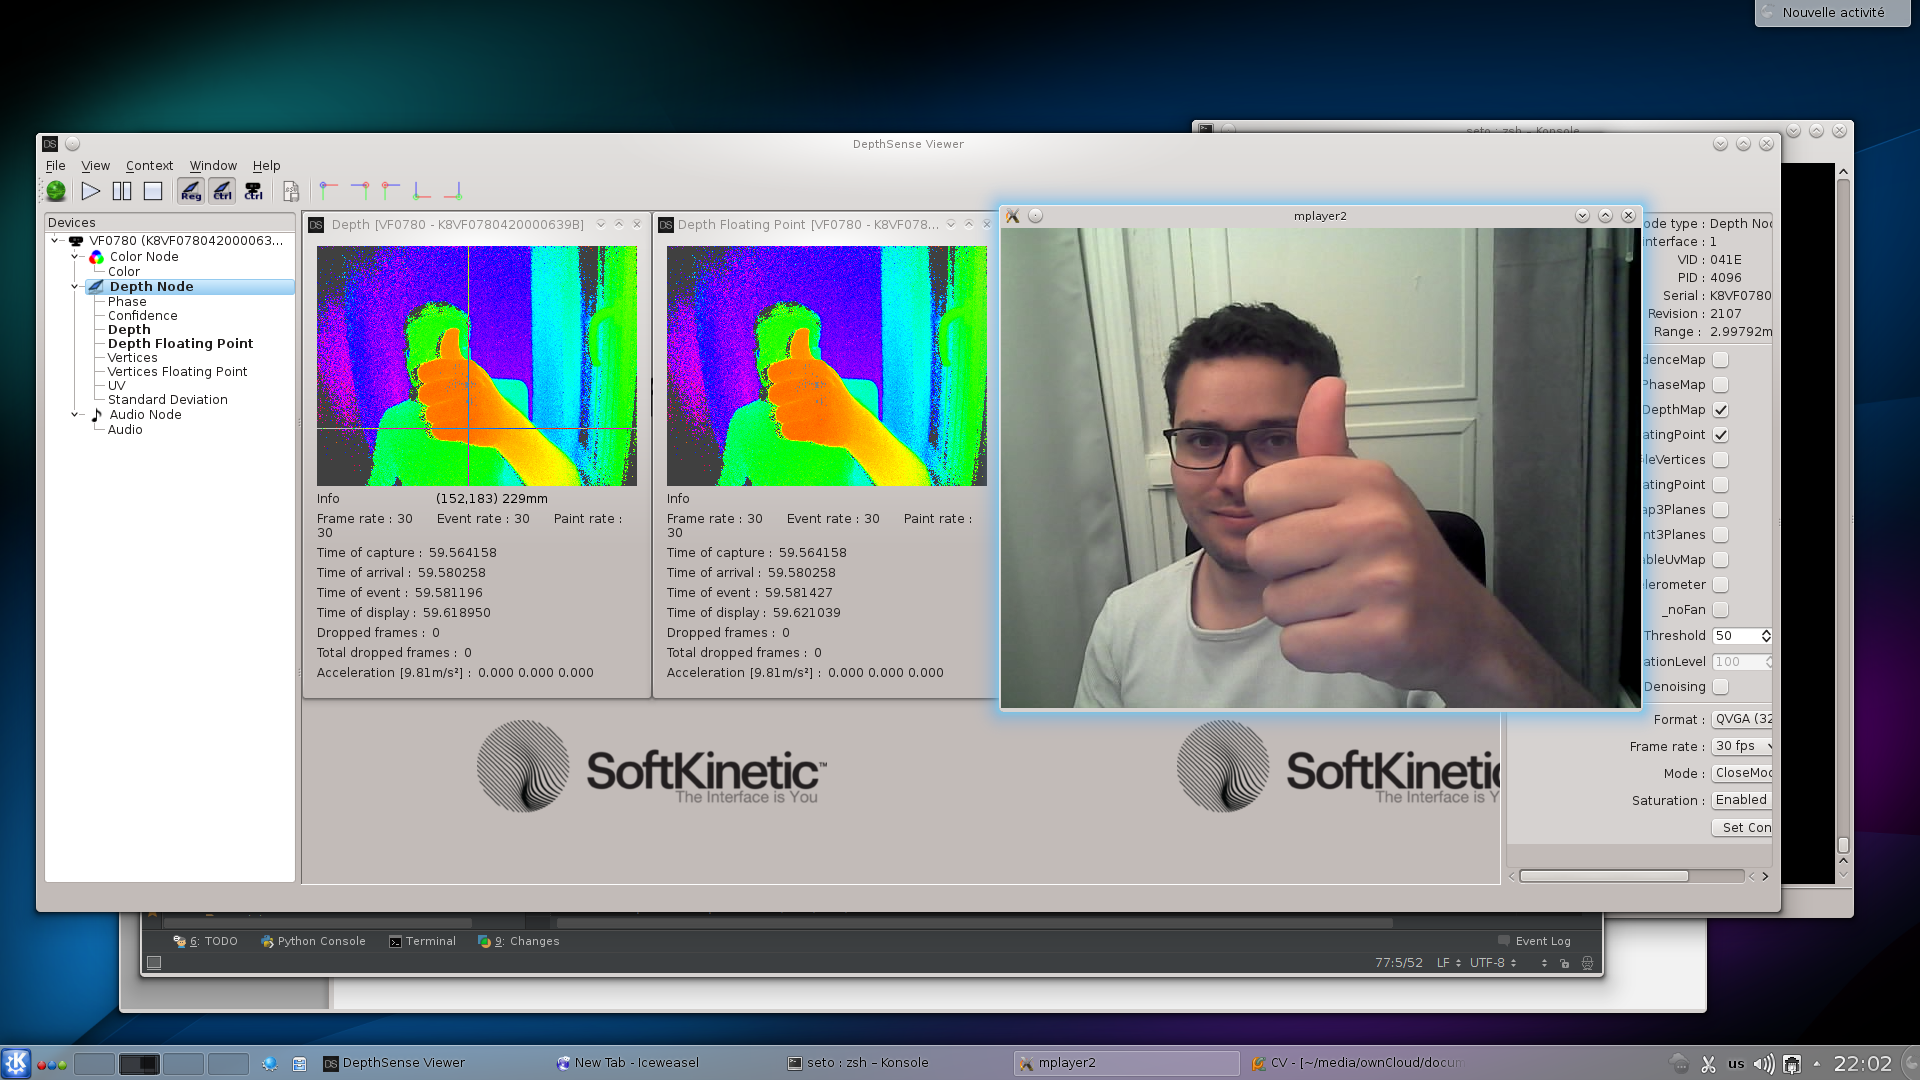 Nouvelle activité
DepthSense Viewer
seto : zsh – Konsole
File View Context Window Help
Reg Ctrl Ctrl
Devices
VF0780 (K8VF078042000063...
Color Node
Color
Depth Node
Phase
Confidence
Depth
Depth Floating Point
Vertices
Vertices Floating Point
UV
Standard Deviation
Audio Node
Audio
DS Depth [VF0780 - K8VF0780420000639B]
Info (152,183) 229mm
Frame rate : 30 Event rate : 30 Paint rate :
30
Time of capture : 59.564158
Time of arrival : 59.580258
Time of event : 59.581196
Time of display : 59.618950
Dropped frames : 0
Total dropped frames : 0
Acceleration [9.81m/s²] : 0.000 0.000 0.000
DS Depth Floating Point [VF0780 - K8VF078...
Info
Frame rate : 30 Event rate : 30 Paint rate :
30
Time of capture : 59.564158
Time of arrival : 59.580258
Time of event : 59.581427
Time of display : 59.621039
Dropped frames : 0
Total dropped frames : 0
Acceleration [9.81m/s²] : 0.000 0.000 0.000
mplayer2
ode type : Depth Noc
nterface : 1
VID : 041E
PID : 4096
Serial : K8VF0780
Revision : 2107
Range : 2.99792m
denceMap
PhaseMap
DepthMap
atingPoint
leVertices
atingPoint
ap3Planes
nt3Planes
bleUvMap
lerometer
_noFan
Threshold 50
ationLevel 100
Denoising
Format : QVGA (32
Frame rate : 30 fps
Mode : CloseMod
Saturation : Enabled
Set Con
SoftKinetic™
The Interface is You
SoftKinetic
The Interface is Y
6: TODO Python Console Terminal 9: Changes Event Log
77:5/52 LF UTF-8
DS DepthSense Viewer New Tab - Iceweasel seto : zsh – Konsole mplayer2 CV - [~/media/ownCloud/docum us 22:02